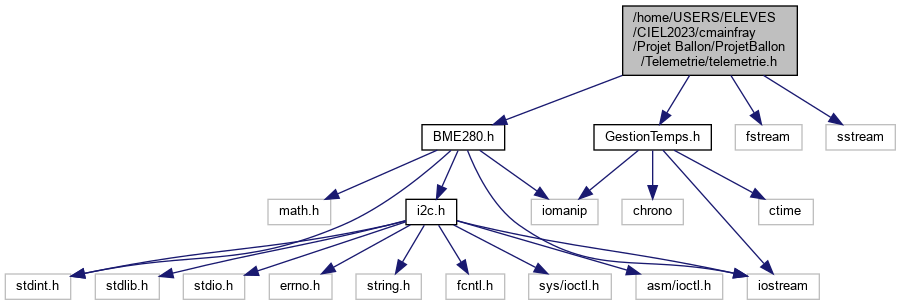 /home/USERS/ELEVES
/CIEL2023/cmainfray
/Projet Ballon/ProjetBallon
/Telemetrie/telemetrie.h
BME280.h
GestionTemps.h
fstream
sstream
math.h
i2c.h
iomanip
chrono
ctime
stdint.h
stdlib.h
stdio.h
errno.h
string.h
fcntl.h
sys/ioctl.h
asm/ioctl.h
iostream